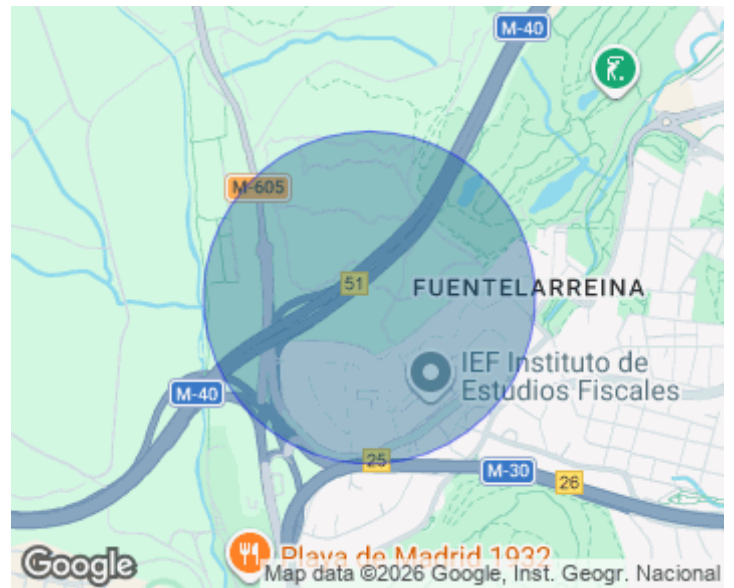 M-40
M-605
51
FUENTELARREINA
IEF Instituto de
Estudios Fiscales
M-40
25
M-30
26
Playa de Madrid 1932
Google
Map data ©2026 Google, Inst. Geogr. Nacional